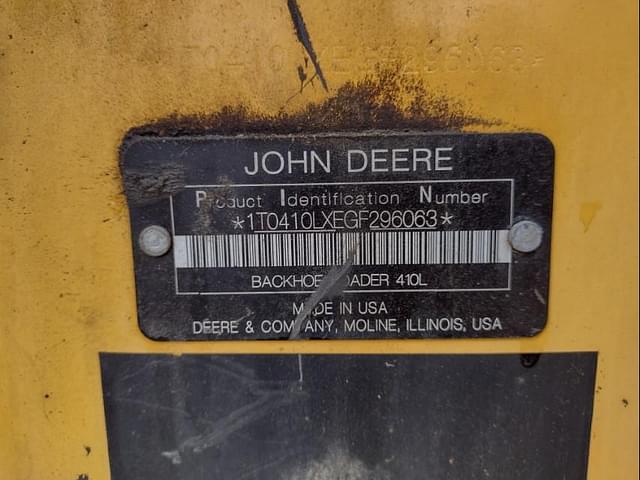 JOHN DEERE
Product Identification Number
*1T0410LXEGF296063*
BACKHOE LOADER 410L
MADE IN USA
DEERE & COMPANY, MOLINE, ILLINOIS, USA